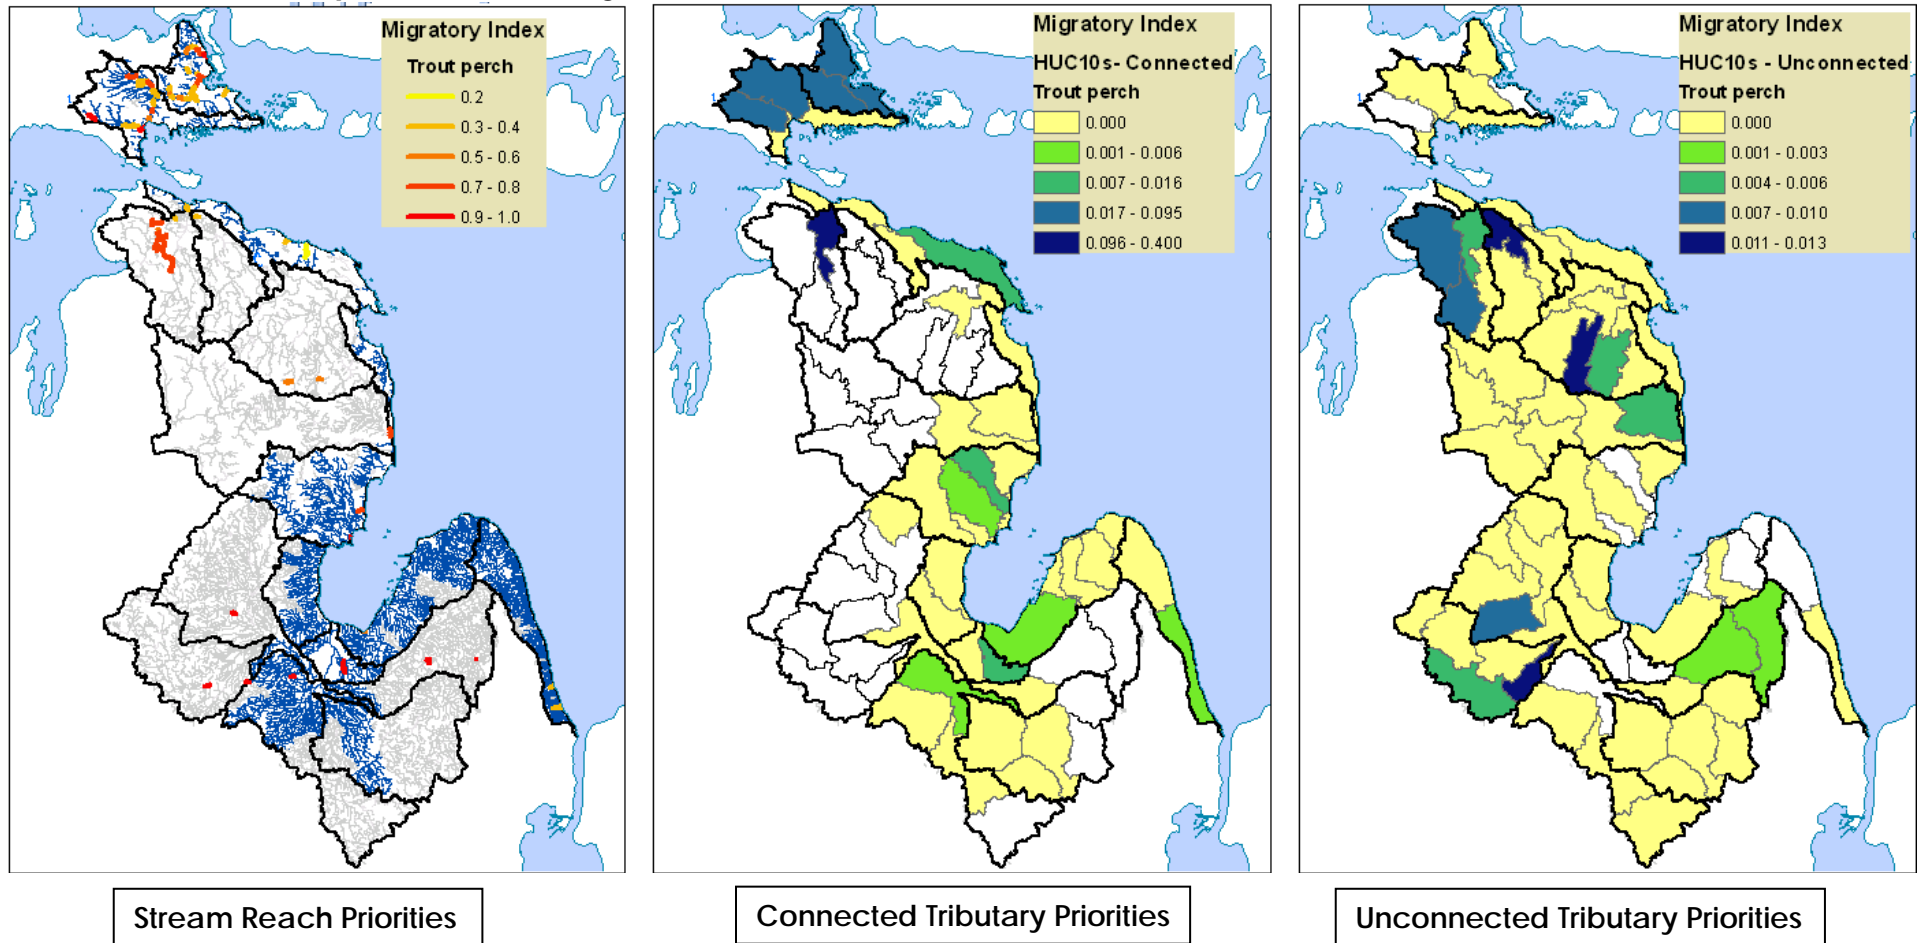 Migratory Index
Trout perch
0.2
0.3 - 0.4
0.5 - 0.6
0.7 - 0.8
0.9 - 1.0
Stream Reach Priorities
Migratory Index
HUC10s- Connected
Trout perch
0.000
0.001 - 0.006
0.007 - 0.016
0.017 - 0.095
0.096 - 0.400
Connected Tributary Priorities
Migratory Index
HUC10s - Unconnected
Trout perch
0.000
0.001 - 0.003
0.004 - 0.006
0.007 - 0.010
0.011 - 0.013
Unconnected Tributary Priorities